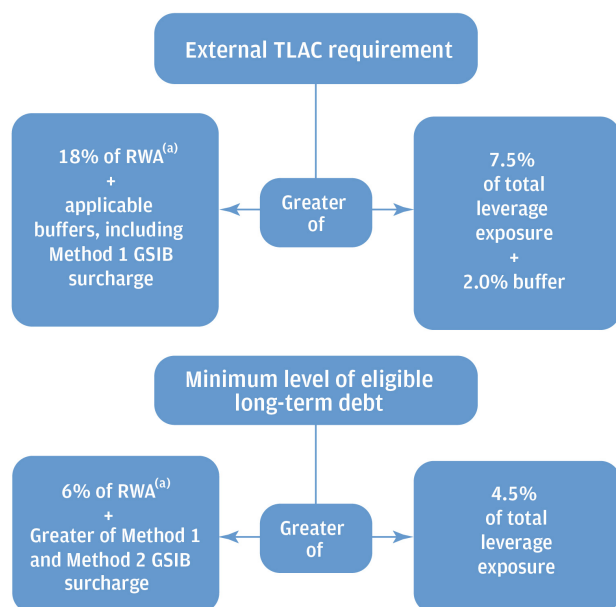 External TLAC requirement
18% of RWA(a)
+
applicable
buffers, including
Method 1 GSIB
surcharge
Greater
of
7.5%
of total
leverage
exposure
+
2.0% buffer
Minimum level of eligible
long-term debt
6% of RWA(a)
+
Greater of Method 1
and Method 2 GSIB
surcharge
Greater
of
4.5%
of total
leverage
exposure